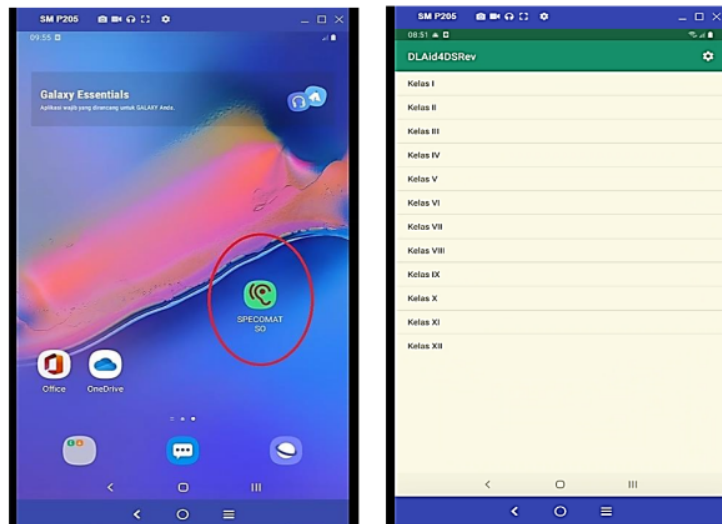 SM P205
09:55
Galaxy Essentials
Aplikasi wajib yang dirancang untuk GALAXY Anda.
SPECOMAT
SO
Office
OneDrive
SM P205
08:51
DLAid4DSRev
Kelas I
Kelas II
Kelas III
Kelas IV
Kelas V
Kelas VI
Kelas VII
Kelas VIII
Kelas IX
Kelas X
Kelas XI
Kelas XII